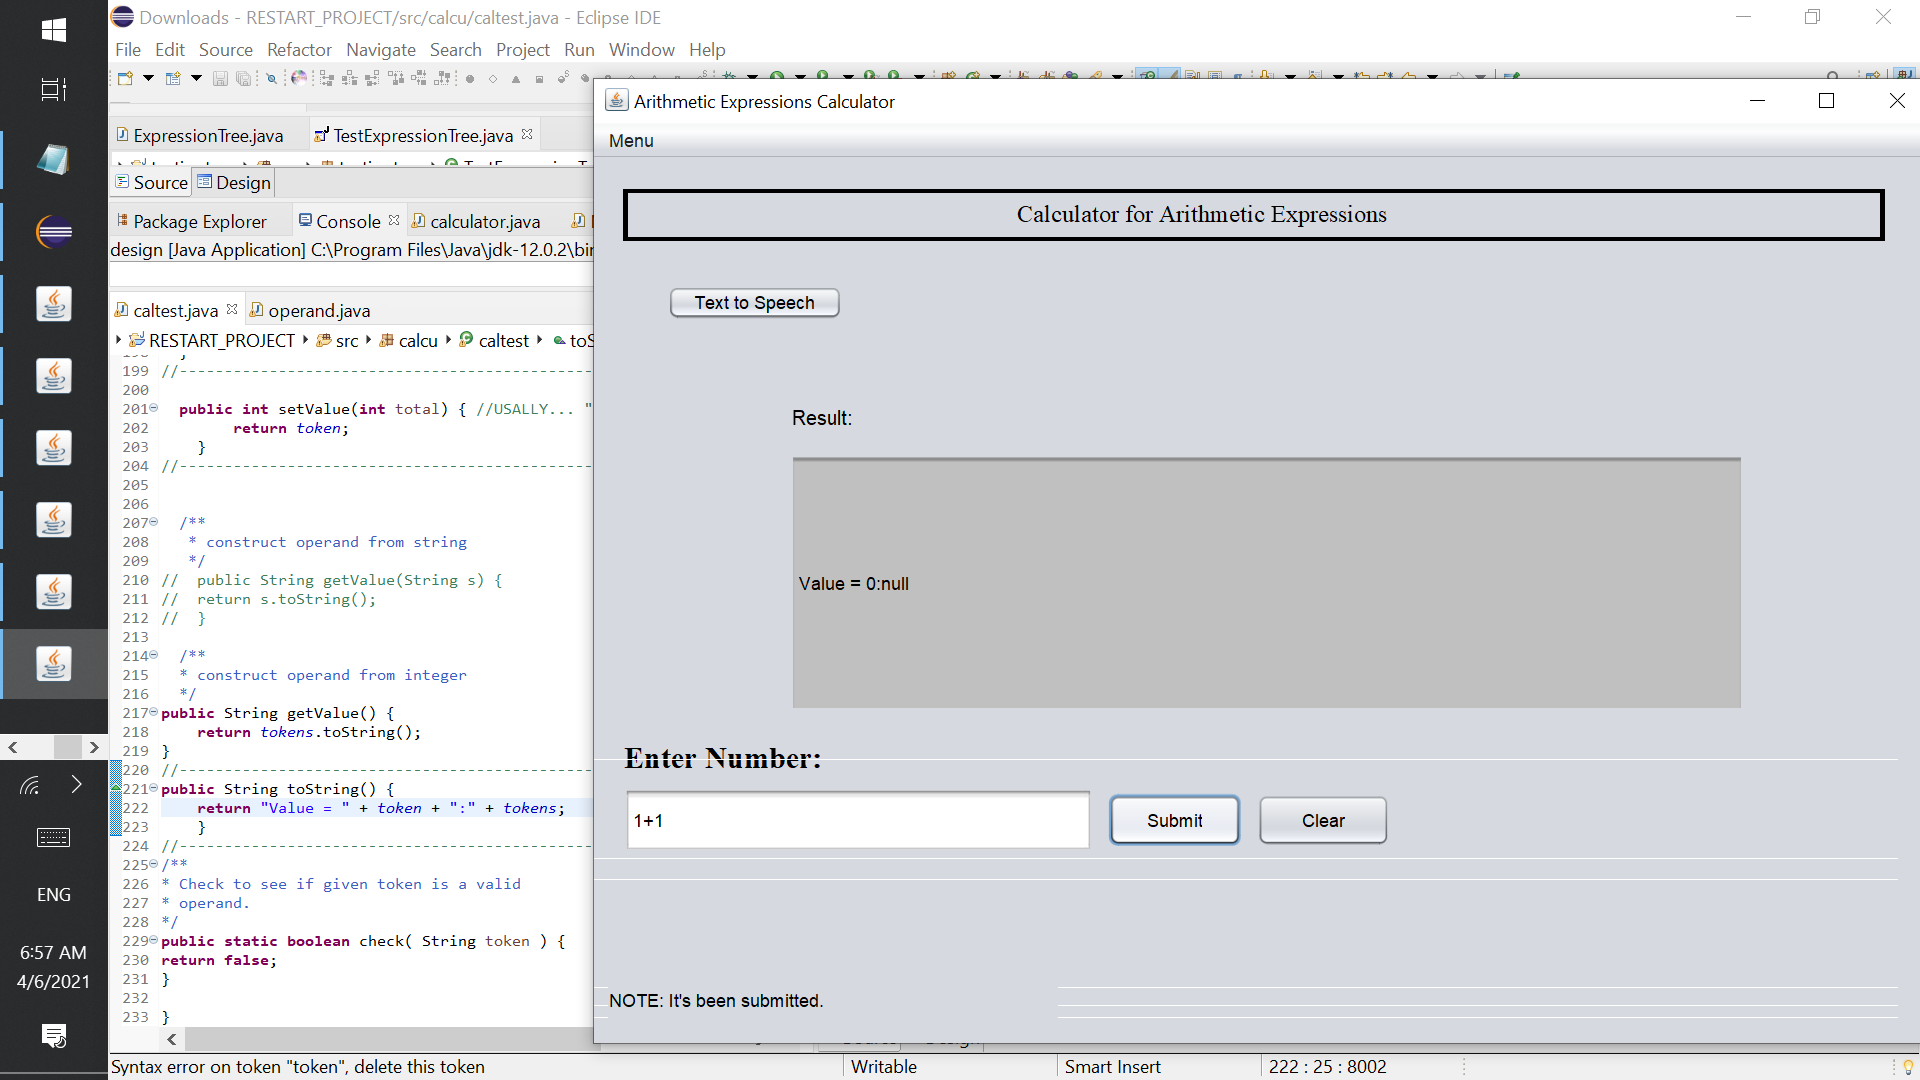 Downloads - RESTART_PROJECT/src/calcu/caltest.java - Eclipse IDE
File Edit Source Refactor Navigate Search Project Run Window Help
ExpressionTree.java TestExpressionTree.java
Source Design
Package Explorer Console calculator.java
design [Java Application] C:\Program Files\Java\jdk-12.0.2\bin
caltest.java operand.java
RESTART_PROJECT src calcu caltest toS
199 //--------------------------------------------------
200
201 public int setValue(int total) { //USALLY... "
202 return token;
203 }
204 //--------------------------------------------------
205
206
207 /**
208 * construct operand from string
209 */
210 // public String getValue(String s) {
211 // return s.toString();
212 // }
213
214 /**
215 * construct operand from integer
216 */
217 public String getValue() {
218 return tokens.toString();
219 }
220 //--------------------------------------------------
221 public String toString() {
222 return "Value = " + token + ":" + tokens;
223 }
224 //--------------------------------------------------
225 /**
226 * Check to see if given token is a valid
227 * operand.
228 */
229 public static boolean check( String token ) {
230 return false;
231 }
232
233 }
Syntax error on token "token", delete this token Writable Smart Insert 222 : 25 : 8002
Arithmetic Expressions Calculator
Menu
Calculator for Arithmetic Expressions
Text to Speech
Result:
Value = 0:null
Enter Number:
1+1 Submit Clear
NOTE: It's been submitted.
ENG
6:57 AM
4/6/2021